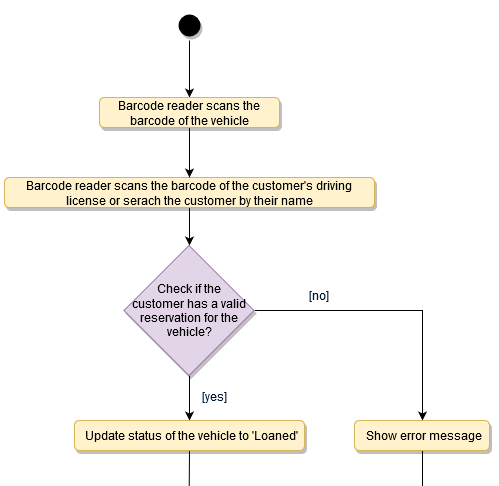 Barcode reader scans the
barcode of the vehicle
Barcode reader scans the barcode of the customer's driving
license or serach the customer by their name
Check if the
customer has a valid
reservation for the
vehicle?
[no]
[yes]
Update status of the vehicle to 'Loaned'
Show error message